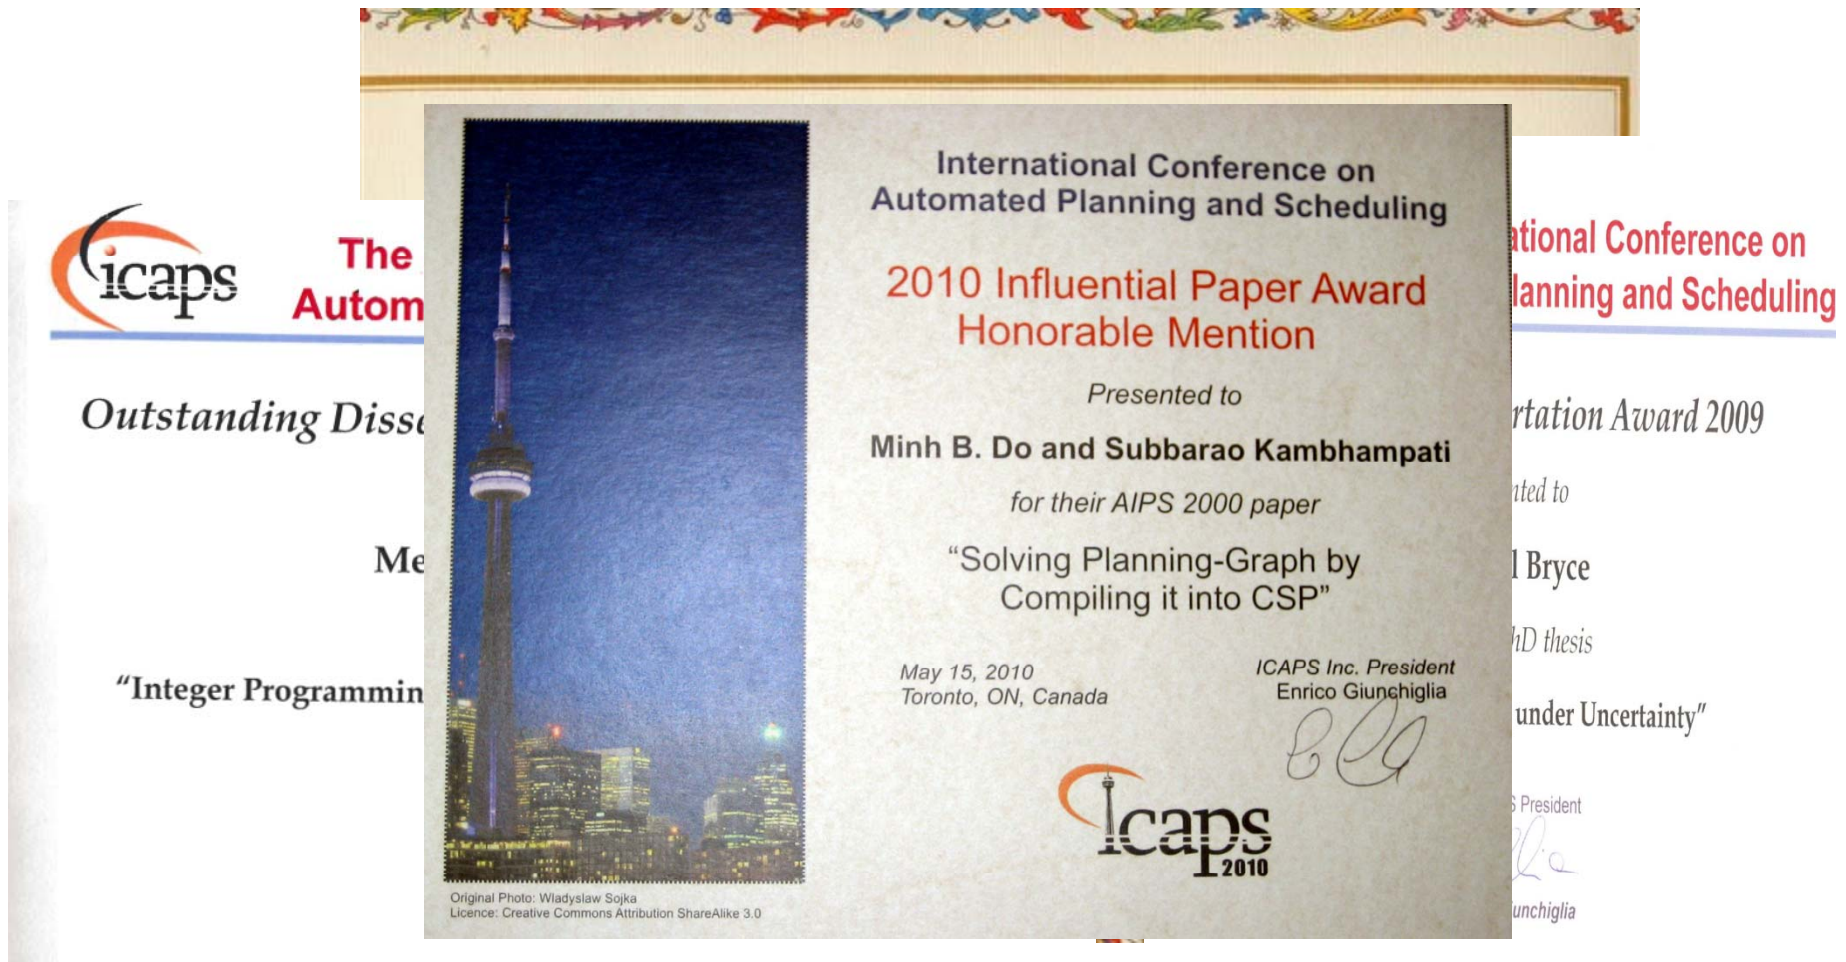 icaps
The
Autom
Outstanding Disse
Me
"Integer Programmin
International Conference on
Automated Planning and Scheduling
2010 Influential Paper Award
Honorable Mention
Presented to
Minh B. Do and Subbarao Kambhampati
for their AIPS 2000 paper
“Solving Planning-Graph by
Compiling it into CSP”
May 15, 2010
Toronto, ON, Canada
ICAPS Inc. President
Enrico Giunchiglia
icaps
2010
Original Photo: Wladyslaw Sojka
Licence: Creative Commons Attribution ShareAlike 3.0
ational Conference on
lanning and Scheduling
rtation Award 2009
nted to
l Bryce
hD thesis
under Uncertainty"
S President
unchiglia